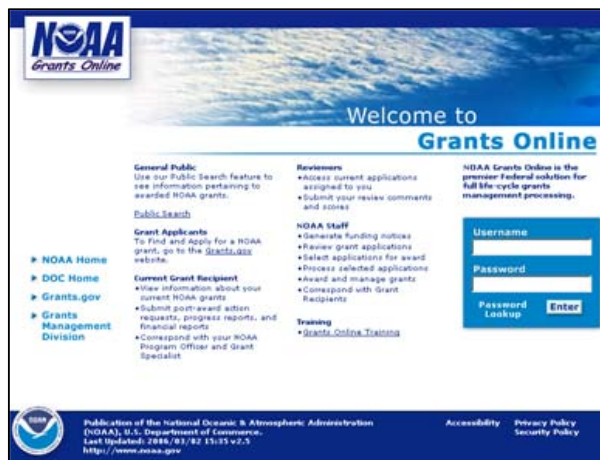 NOAA
Grants Online
Welcome to
Grants Online
NOAA Home
DOC Home
Grants.gov
Grants
Management
Division
General Public
Use our Public Search feature to
see information pertaining to
awarded NOAA grants.
Public Search
Grant Applicants
To Find and Apply for a NOAA
grant, go to the Grants.gov
website.
Current Grant Recipient
•View information about your
current NOAA grants
•Submit post-award action
requests, progress reports, and
financial reports
•Correspond with your NOAA
Program Officer and Grant
Specialist
Reviewers
•Access current applications
assigned to you
•Submit your review comments
and scores
NOAA Staff
•Generate funding notices
•Review grant applications
•Select applications for award
•Process selected applications
•Award and manage grants
•Correspond with Grant
Recipients
Training
•Grants Online Training
NOAA Grants Online is the
premier Federal solution for
full life-cycle grants
management processing.
Username
Password
Password
Lookup
Enter
NOAA
Publication of the National Oceanic & Atmospheric Administration
(NOAA), U.S. Department of Commerce.
Last Updated: 2006/03/02 15:35 v2.5
http://www.noaa.gov
Accessibility
Privacy Policy
Security Policy